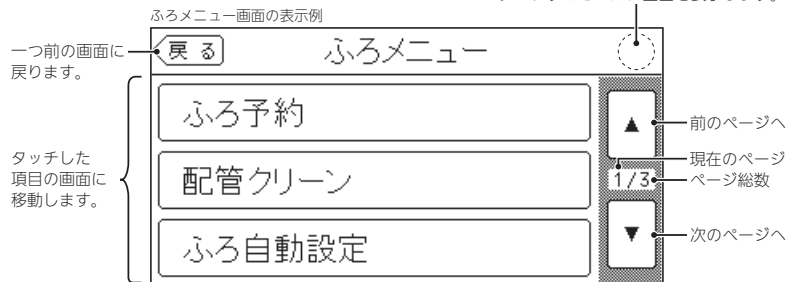 ふろメニュー画面の表示例
一つ前の画面に
戻ります。
戻る
ふろメニュー
タッチした
項目の画面に
移動します。
ふろ予約
配管クリーン
ふろ自動設定
▲
1/3
▼
前のページへ
現在のページ
ページ総数
次のページへ